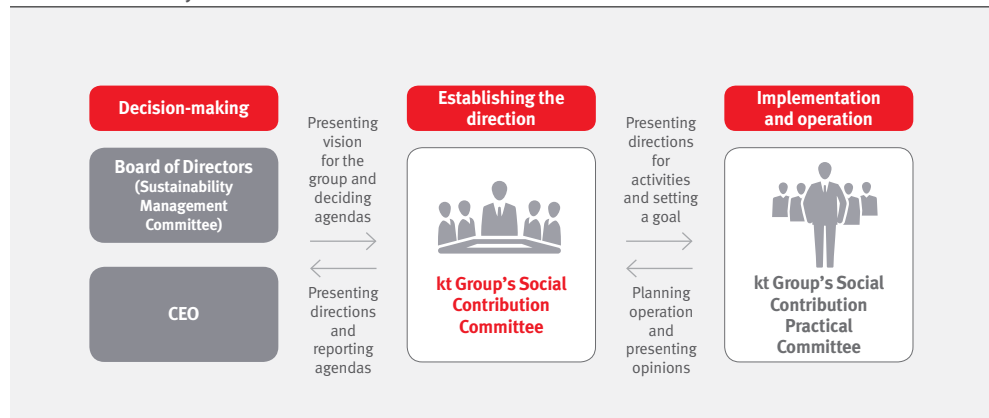 Decision-making
Board of Directors
(Sustainability
Management
Committee)
CEO
Presenting
vision
for the
group and
deciding
agendas
Presenting
directions
and
reporting
agendas
Establishing the
direction
kt Group's Social
Contribution
Committee
Presenting
directions
for
activities
and setting
a goal
Planning
operation
and
presenting
opinions
Implementation
and operation
kt Group's Social
Contribution
Practical
Committee